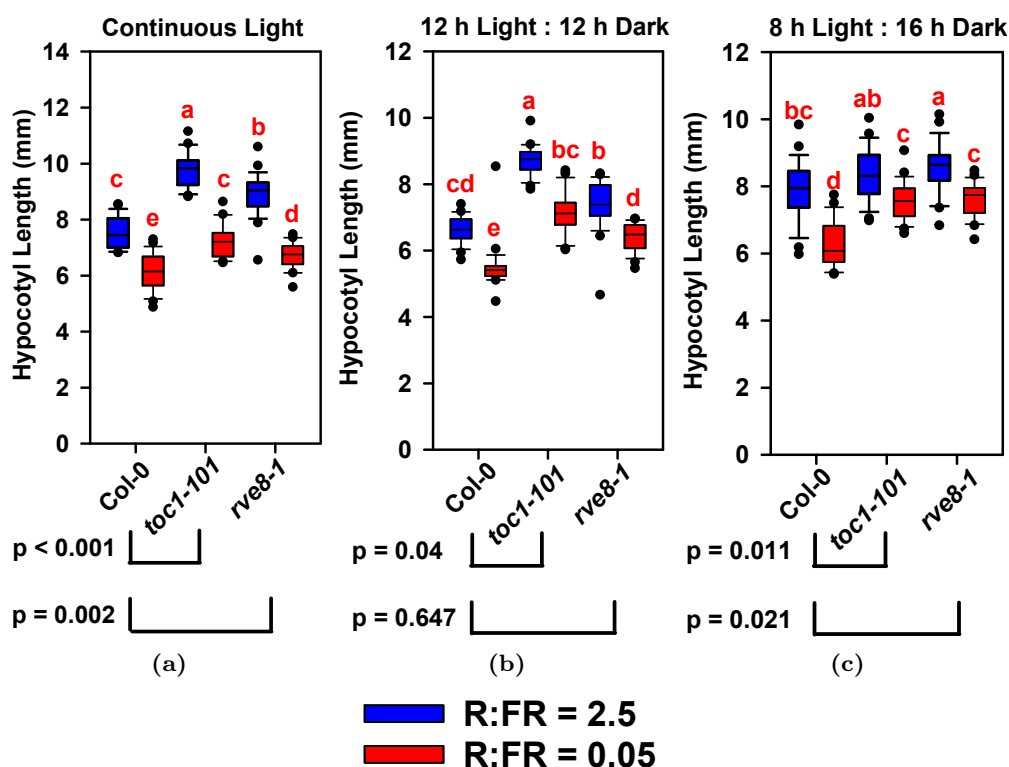 Continuous Light
12 h Light : 12 h Dark
8 h Light : 16 h Dark
Hypocotyl Length (mm)
14
12
10
8
6
4
2
0
c
e
a
c
b
d
Col-0
toc1-101
rve8-1
p < 0.001
p = 0.002
(a)
Hypocotyl Length (mm)
12
10
8
6
4
2
0
cd
e
a
bc
b
d
Col-0
toc1-101
rve8-1
p = 0.04
p = 0.647
(b)
Hypocotyl Length (mm)
12
10
8
6
4
2
0
bc
d
ab
c
a
c
Col-0
toc1-101
rve8-1
p = 0.011
p = 0.021
(c)
R:FR = 2.5
R:FR = 0.05